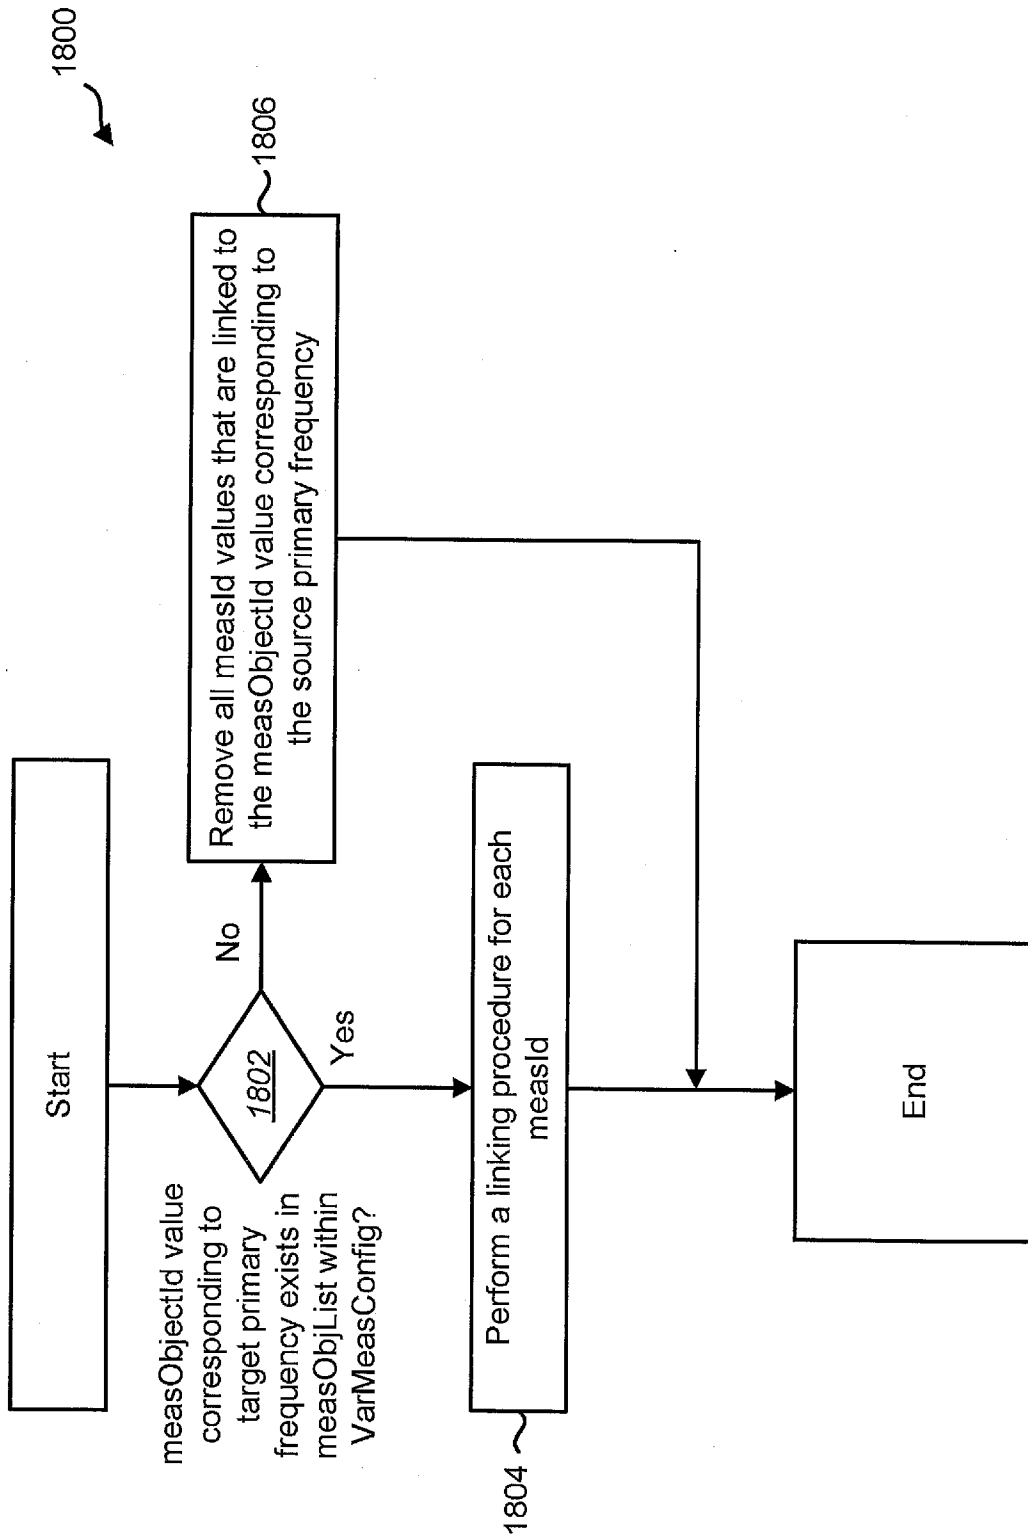 1800
Start
measObjectId value
corresponding to
target primary
frequency exists in
measObjList within
VarMeasConfig?
1802
No
Yes
Remove all measId values that are linked to
the measObjectId value corresponding to
the source primary frequency
1806
Perform a linking procedure for each
measId
1804
End